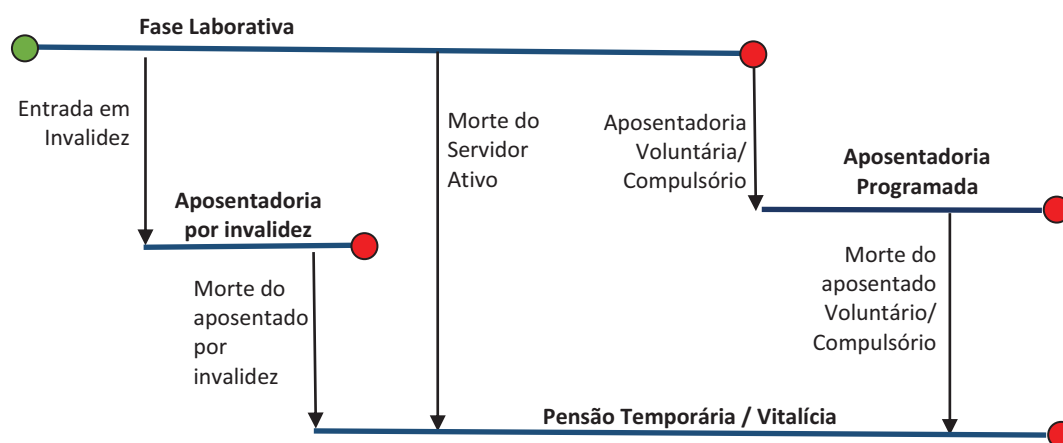 Fase Laborativa
Entrada em
Invalidez
Morte do
Servidor
Ativo
Aposentadoria
Voluntária/
Compulsório
Aposentadoria
Programada
Aposentadoria
por invalidez
Morte do
aposentado
por
invalidez
Morte do
aposentado
Voluntário/
Compulsório
Pensão Temporária / Vitalícia